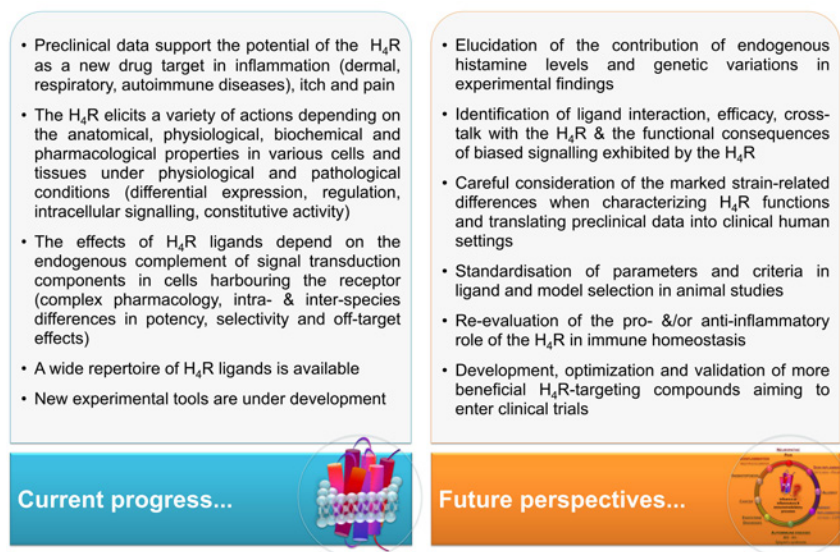 • Preclinical data support the potential of the H₄R
as a new drug target in inflammation (dermal,
respiratory, autoimmune diseases), itch and pain
• The H₄R elicits a variety of actions depending on
the anatomical, physiological, biochemical and
pharmacological properties in various cells and
tissues under physiological and pathological
conditions (differential expression, regulation,
intracellular signalling, constitutive activity)
• The effects of H₄R ligands depend on the
endogenous complement of signal transduction
components in cells harbouring the receptor
(complex pharmacology, intra- & inter-species
differences in potency, selectivity and off-target
effects)
• A wide repertoire of H₄R ligands is available
• New experimental tools are under development
Current progress...
• Elucidation of the contribution of endogenous
histamine levels and genetic variations in
experimental findings
• Identification of ligand interaction, efficacy, cross-
talk with the H₄R & the functional consequences
of biased signalling exhibited by the H₄R
• Careful consideration of the marked strain-related
differences when characterizing H₄R functions
and translating preclinical data into clinical human
settings
• Standardisation of parameters and criteria in
ligand and model selection in animal studies
• Re-evaluation of the pro- &/or anti-inflammatory
role of the H₄R in immune homeostasis
• Development, optimization and validation of more
beneficial H₄R-targeting compounds aiming to
enter clinical trials
Future perspectives...